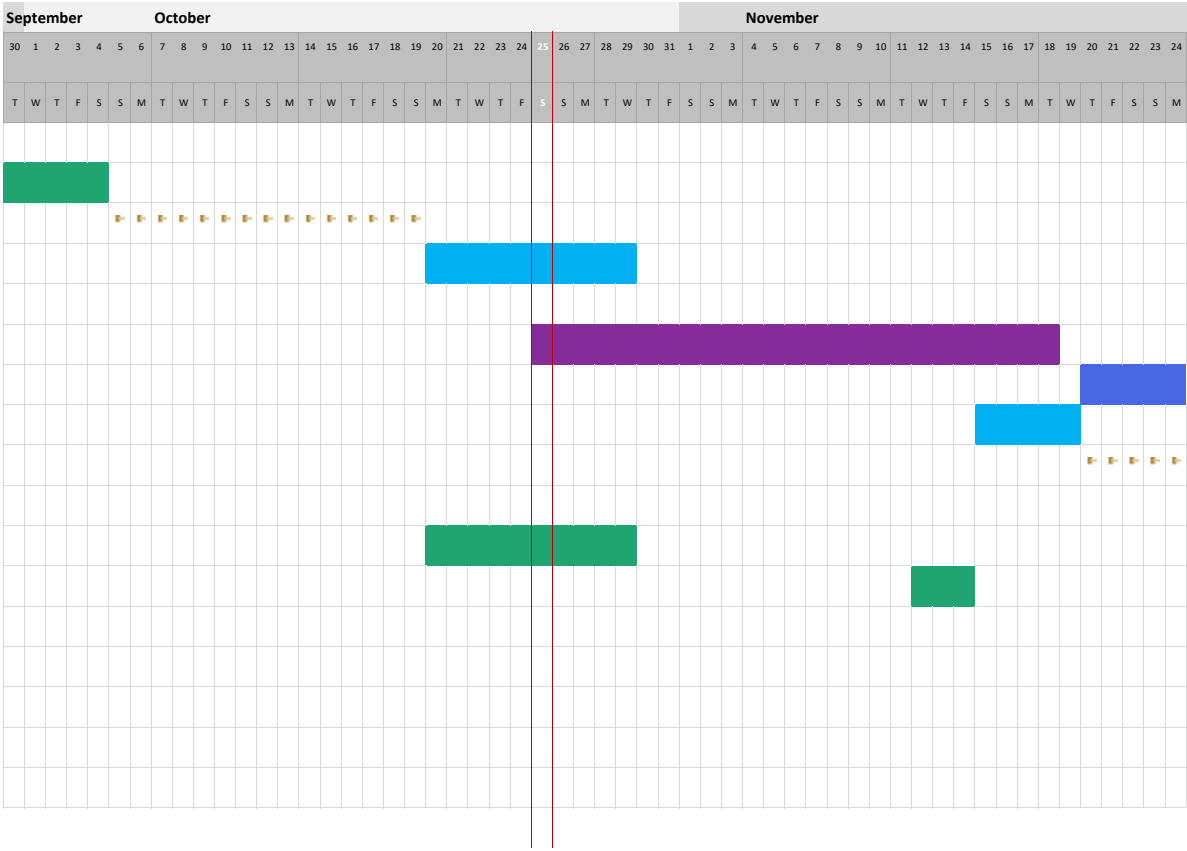 September October November
30 1 2 3 4 5 6 7 8 9 10 11 12 13 14 15 16 17 18 19 20 21 22 23 24 25 26 27 28 29 30 31 1 2 3 4 5 6 7 8 9 10 11 12 13 14 15 16 17 18 19 20 21 22 23 24
T W T F S S M T W T F S S M T W T F S S M T W T F S S M T W T F S S M T W T F S S M T W T F S S M T W T F S S M